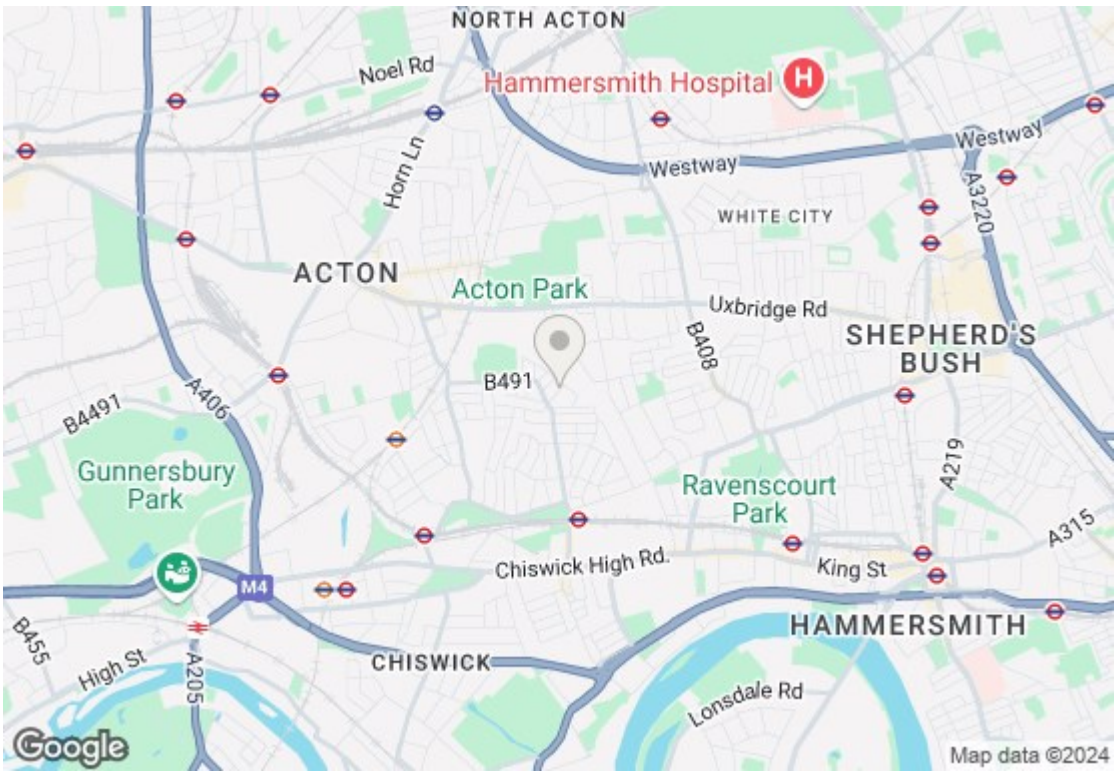 NORTH ACTON
Noel Rd
Hammersmith Hospital
H
Westway
Westway
Horn Ln
A3220
WHITE CITY
ACTON
Acton Park
Uxbridge Rd
B408
SHEPHERD'S
BUSH
B491
A406
B4491
A219
Gunnersbury
Park
Ravenscourt
Park
A315
Chiswick High Rd.
King St
M4
HAMMERSMITH
B455
High St
A205
CHISWICK
Lonsdale Rd
Google
Map data ©2024